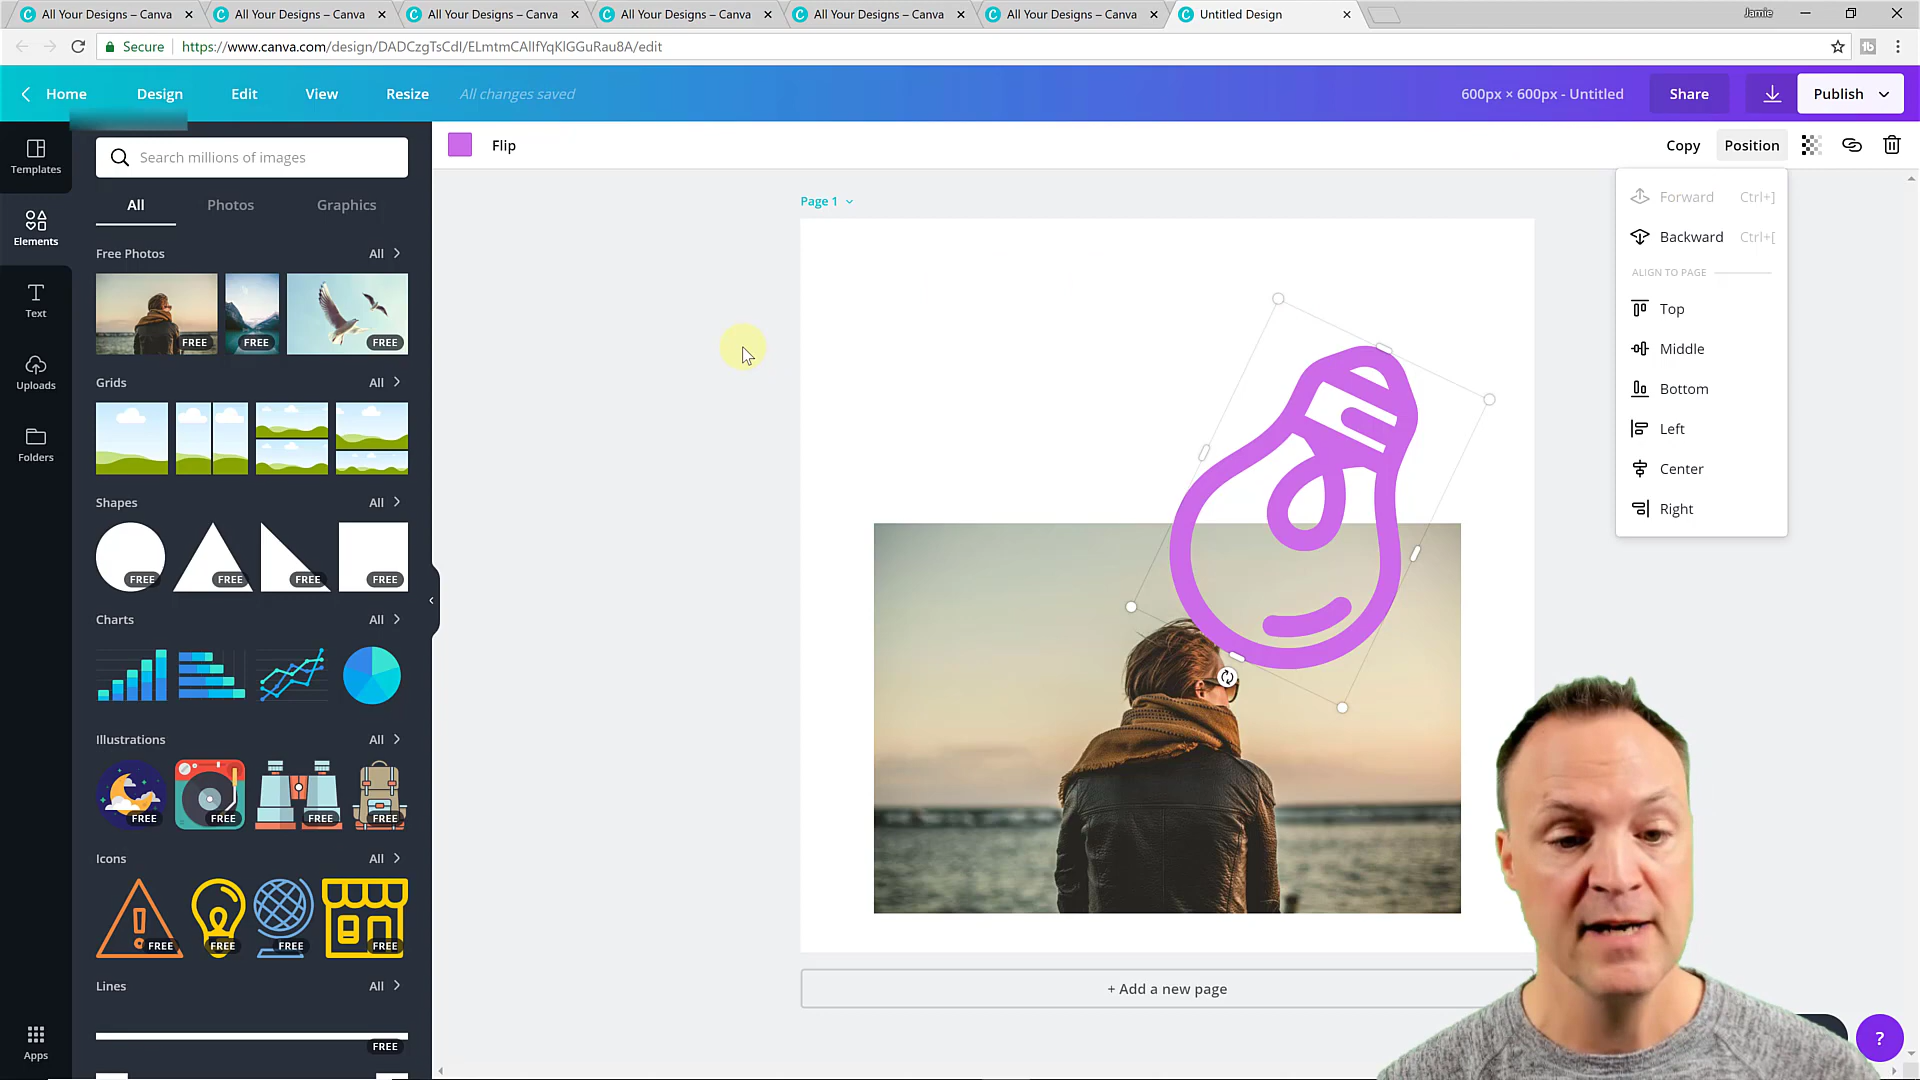 All Your Designs – Canva
All Your Designs – Canva
All Your Designs – Canva
All Your Designs – Canva
All Your Designs – Canva
All Your Designs – Canva
Untitled Design
Jamie
Secure
https://www.canva.com/design/DADCzgTsCdI/ELmtmCAlIfYqKlGGuRau8A/edit
Home
Design
Edit
View
Resize
All changes saved
600px × 600px - Untitled
Share
Publish
Templates
Elements
Text
Uploads
Folders
Apps
Search millions of images
All
Photos
Graphics
Free Photos
All
FREE
FREE
FREE
Grids
All
Shapes
All
FREE
FREE
FREE
FREE
Charts
All
Illustrations
All
FREE
FREE
FREE
FREE
Icons
All
FREE
FREE
FREE
FREE
Lines
All
FREE
Flip
Copy
Position
Page 1
Forward Ctrl+]
Backward Ctrl+[
ALIGN TO PAGE
Top
Middle
Bottom
Left
Center
Right
+ Add a new page
?